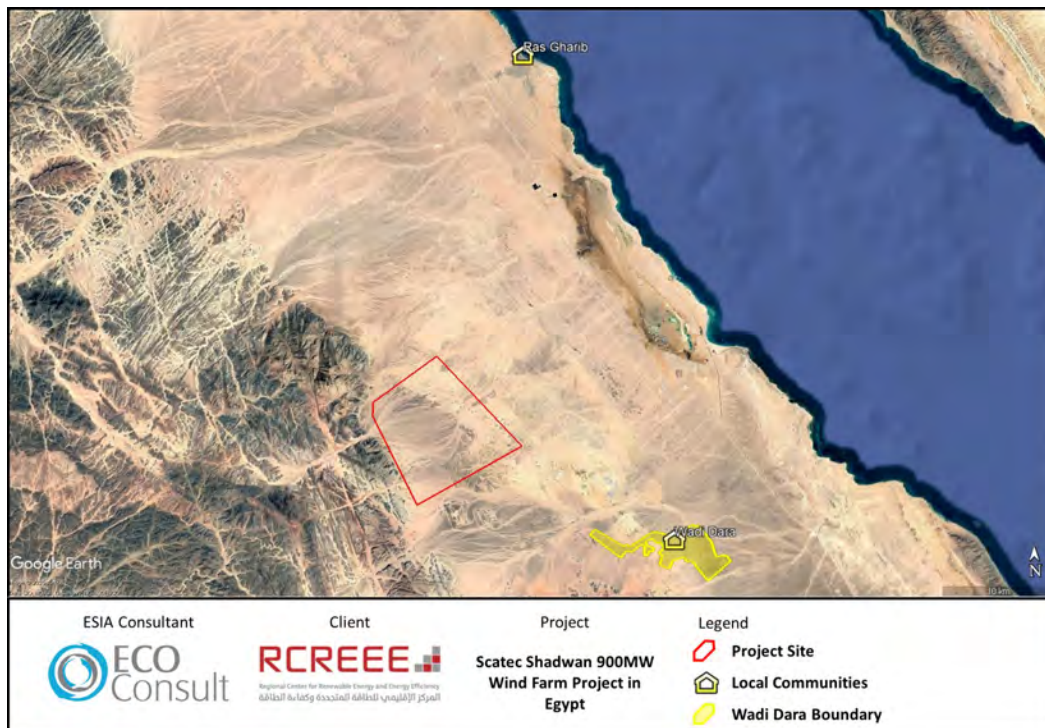 Ras Gharib
Wadi Dara
Google Earth
N
10 km
ESIA Consultant
ECO
Consult
Client
RCREEE
Regional Center for Renewable Energy and Energy Efficiency
المركز الإقليمي للطاقة المتجددة وكفاءة الطاقة
Project
Scatec Shadwan 900MW
Wind Farm Project in
Egypt
Legend
Project Site
Local Communities
Wadi Dara Boundary